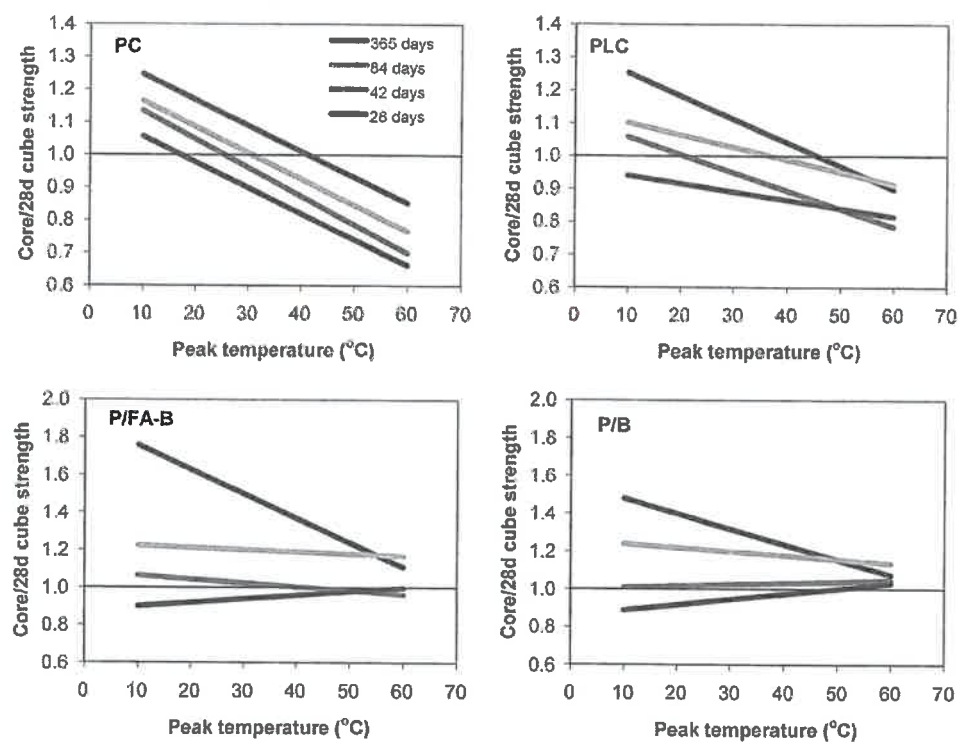 PC
365 days
84 days
42 days
28 days
Core/28d cube strength
1.4
1.3
1.2
1.1
1.0
0.9
0.8
0.7
0.6
0 10 20 30 40 50 60 70
Peak temperature (°C)
PLC
Core/28d cube strength
1.4
1.3
1.2
1.1
1.0
0.9
0.8
0.7
0.6
0 10 20 30 40 50 60 70
Peak temperature (°C)
P/FA-B
Core/28d cube strength
2.0
1.8
1.6
1.4
1.2
1.0
0.8
0.6
0 10 20 30 40 50 60 70
Peak temperature (°C)
P/B
Core/28d cube strength
2.0
1.8
1.6
1.4
1.2
1.0
0.8
0.6
0 10 20 30 40 50 60 70
Peak temperature (°C)